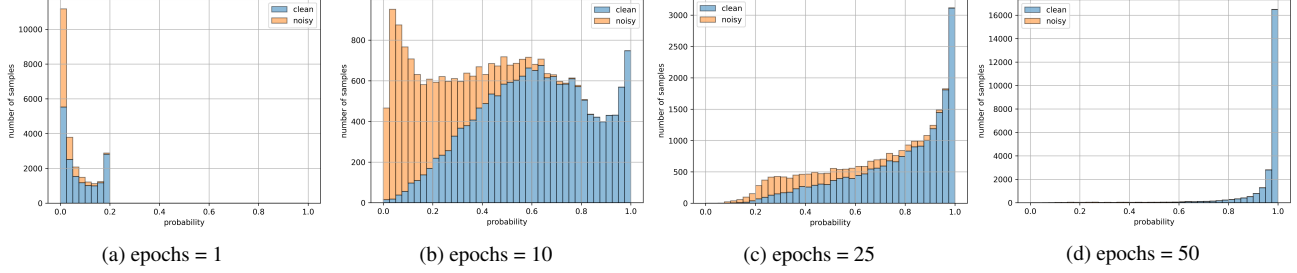 clean
noisy
number of samples
10000
8000
6000
4000
2000
0
0.0 0.2 0.4 0.6 0.8 1.0
probability
(a) epochs = 1
clean
noisy
number of samples
800
600
400
200
0
0.0 0.2 0.4 0.6 0.8 1.0
probability
(b) epochs = 10
clean
noisy
number of samples
3000
2500
2000
1500
1000
500
0
0.0 0.2 0.4 0.6 0.8 1.0
probability
(c) epochs = 25
clean
noisy
number of samples
16000
14000
12000
10000
8000
6000
4000
2000
0
0.0 0.2 0.4 0.6 0.8 1.0
probability
(d) epochs = 50